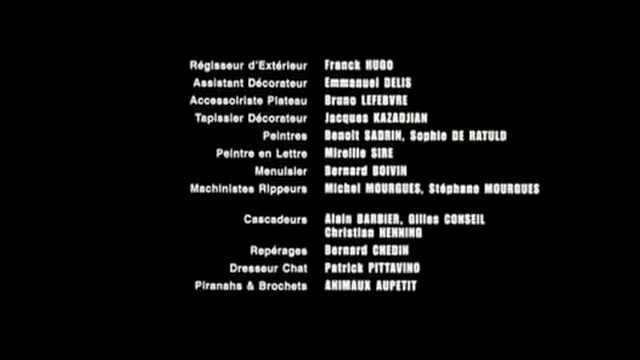 Régisseur d'Extérieur Franck HUGO
Assistant Décorateur Emmanuel DELIS
Accessoiriste Plateau Bruno LEFEBVRE
Tapissier Décorateur Jacques KAZADJIAN
Peintres Benoit SADRIN, Sophie DE RATULD
Peintre en Lettre Mireille SIRE
Menuisier Bernard BOIVIN
Machinistes Rippeurs Michel MOURGUES, Stéphane MOURGUES
Cascadeurs Alain BARBIER, Gilles CONSEIL
Christian HENNING
Repérages Bernard CHEDIN
Dresseur Chat Patrick PITTAVINO
Piranahs & Brochets ANIMAUX AUPETIT